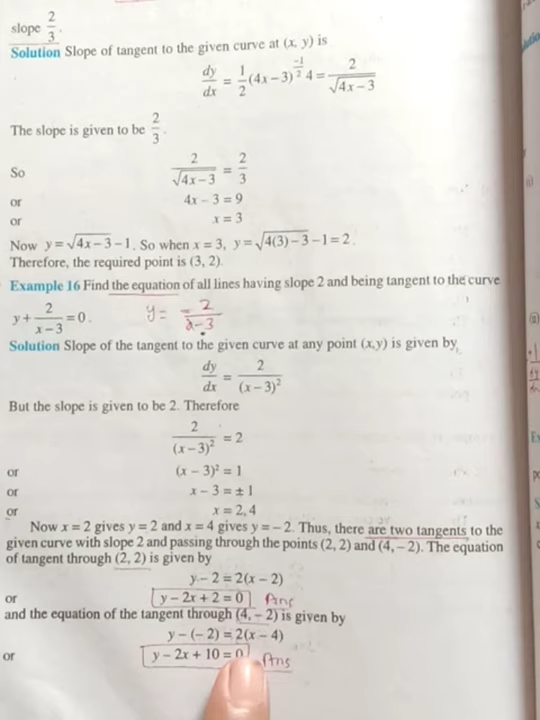 slope 2/3.
Solution Slope of tangent to the given curve at (x, y) is
dy/dx = 1/2 (4x – 3)^(-1/2) 4 = 2/√(4x – 3)
The slope is given to be 2/3.
So 2/√(4x – 3) = 2/3
or 4x – 3 = 9
or x = 3
Now y = √(4x – 3) – 1. So when x = 3, y = √(4(3) – 3) – 1 = 2.
Therefore, the required point is (3, 2).
Example 16 Find the equation of all lines having slope 2 and being tangent to the curve
y + 2/(x – 3) = 0. y = –2/(x–3)
Solution Slope of the tangent to the given curve at any point (x,y) is given by
dy/dx = 2/(x – 3)²
But the slope is given to be 2. Therefore
2/(x – 3)² = 2
or (x – 3)² = 1
or x – 3 = ± 1
or x = 2, 4
Now x = 2 gives y = 2 and x = 4 gives y = – 2. Thus, there are two tangents to the
given curve with slope 2 and passing through the points (2, 2) and (4, – 2). The equation
of tangent through (2, 2) is given by
y – 2 = 2(x – 2)
or y – 2x + 2 = 0 Ans
and the equation of the tangent through (4, – 2) is given by
y – (– 2) = 2(x – 4)
or y – 2x + 10 = 0 Ans